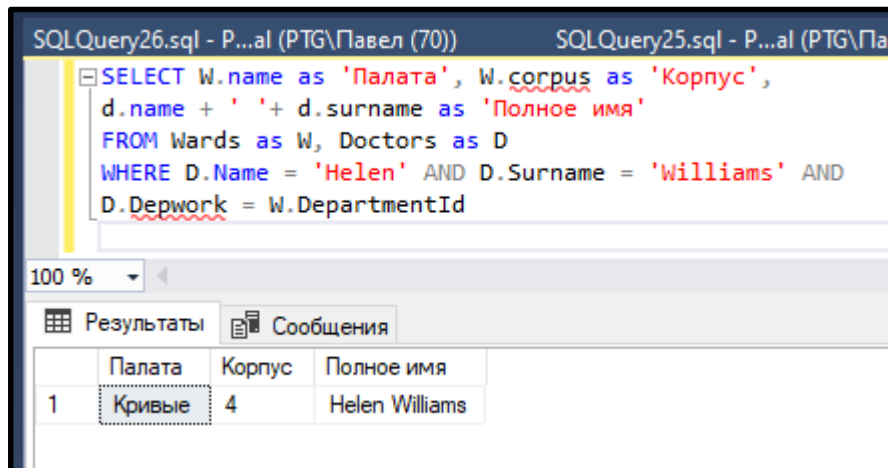 SQLQuery26.sql - P...al (PTG\Павел (70)) SQLQuery25.sql - P...al (PTG\Па
SELECT W.name as 'Палата', W.corpus as 'Корпус',
d.name + ' '+ d.surname as 'Полное имя'
FROM Wards as W, Doctors as D
WHERE D.Name = 'Helen' AND D.Surname = 'Williams' AND
D.Depwork = W.DepartmentId
100 %
Результаты Сообщения
Палата Корпус Полное имя
1 Кривые 4 Helen Williams